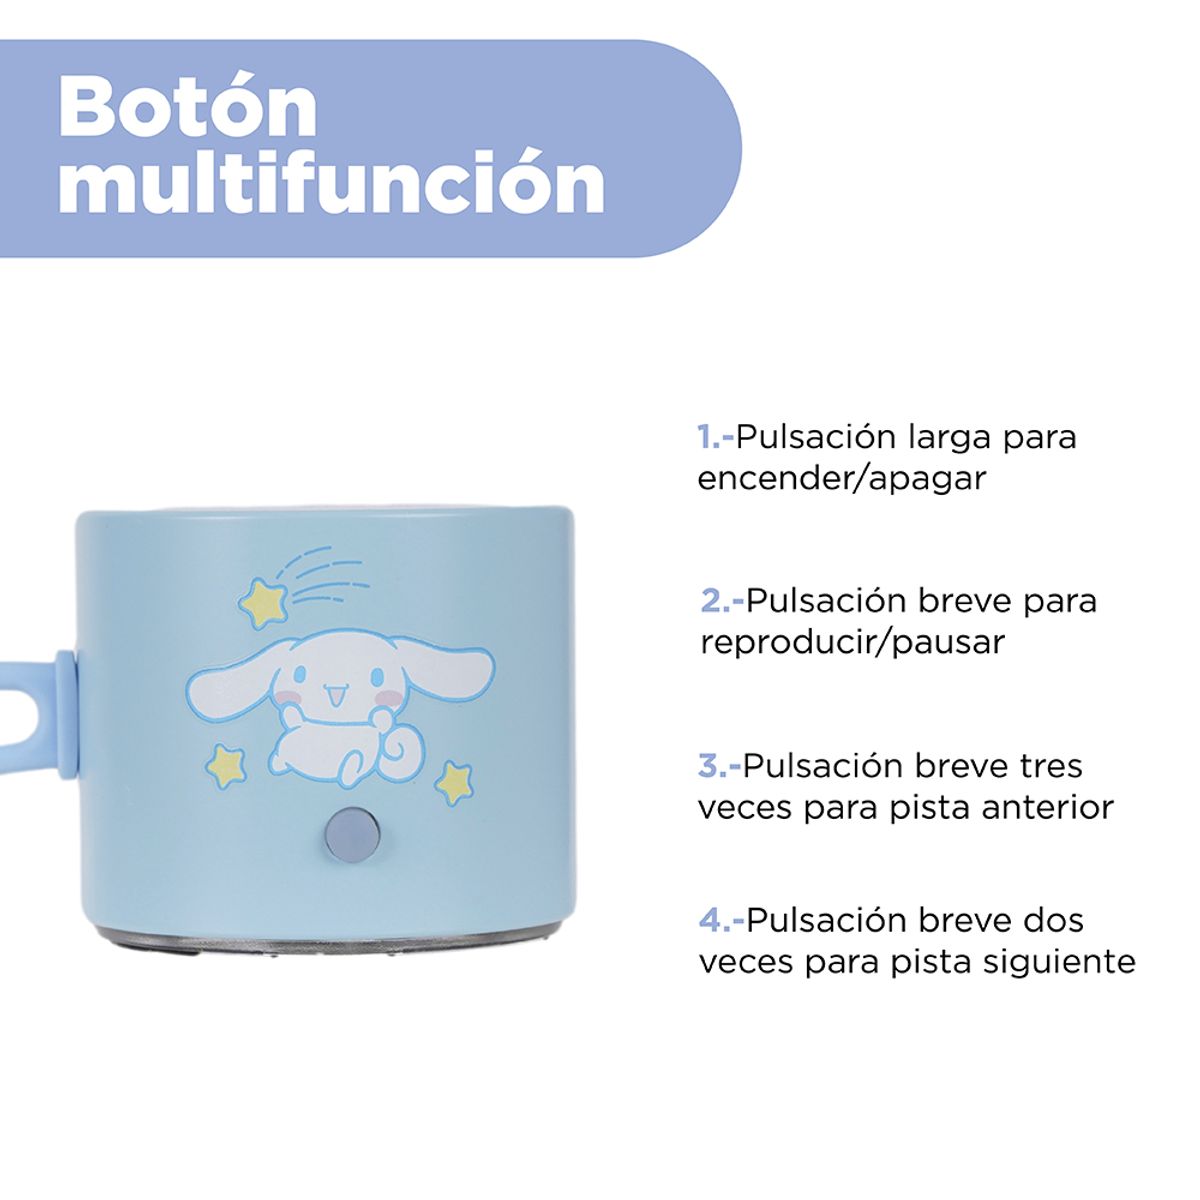 Botón
multifunción
1.-Pulsación larga para
encender/apagar
2.-Pulsación breve para
reproducir/pausar
3.-Pulsación breve tres
veces para pista anterior
4.-Pulsación breve dos
veces para pista siguiente